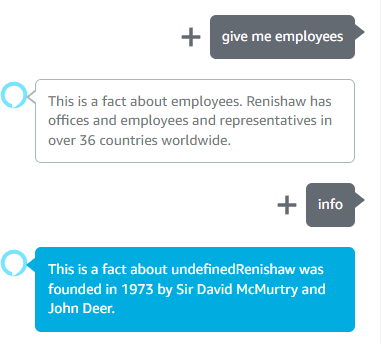 give me employees
This is a fact about employees. Renishaw has
offices and employees and representatives in
over 36 countries worldwide.
info
This is a fact about undefinedRenishaw was
founded in 1973 by Sir David McMurtry and
John Deer.